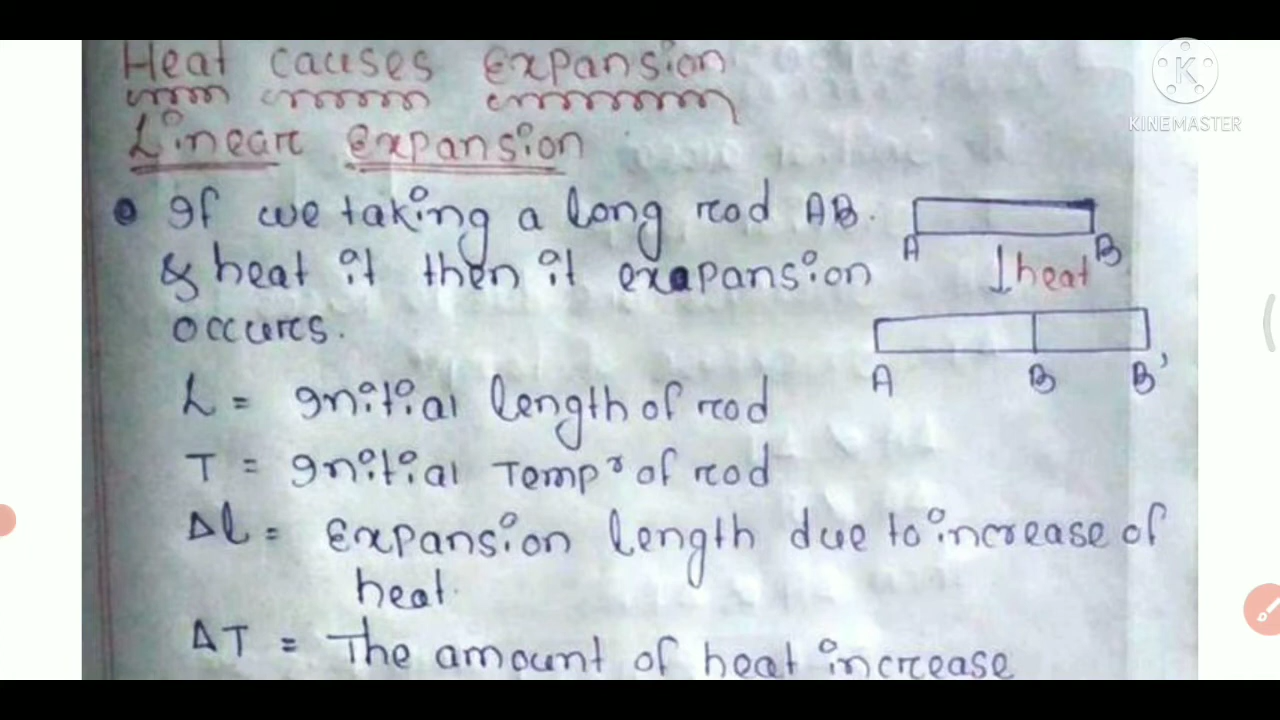 Heat causes Expansion
Linear expansion
If we taking a long rod AB.
& heat it then it exapansion
occurs.
A B
↓ heat
A B B'
L = Initial length of rod
T = Initial Tempr of rod
Δl = Expansion length due to increase of
heat.
ΔT = The amount of heat increase
K
KINEMASTER